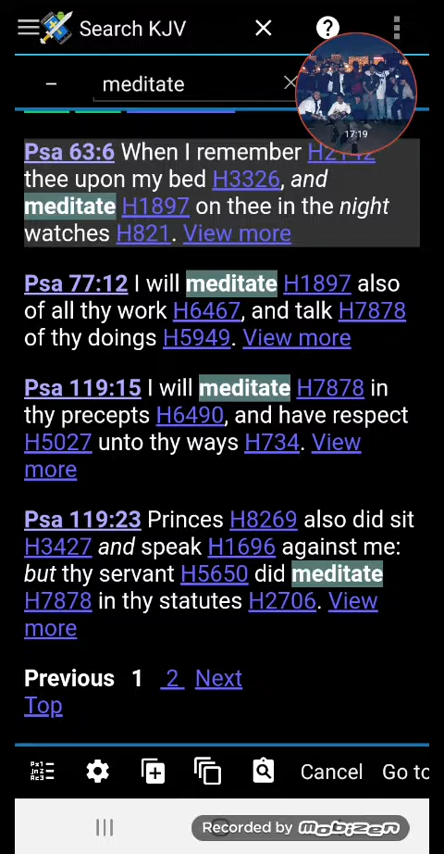 Search KJV
?
– meditate
17:19
Psa 63:6 When I remember H2142
thee upon my bed H3326, and
meditate H1897 on thee in the night
watches H821. View more
Psa 77:12 I will meditate H1897 also
of all thy work H6467, and talk H7878
of thy doings H5949. View more
Psa 119:15 I will meditate H7878 in
thy precepts H6490, and have respect
H5027 unto thy ways H734. View
more
Psa 119:23 Princes H8269 also did sit
H3427 and speak H1696 against me:
but thy servant H5650 did meditate
H7878 in thy statutes H2706. View
more
Previous 1 2 Next
Top
Cancel Go to
Recorded by Mobizen